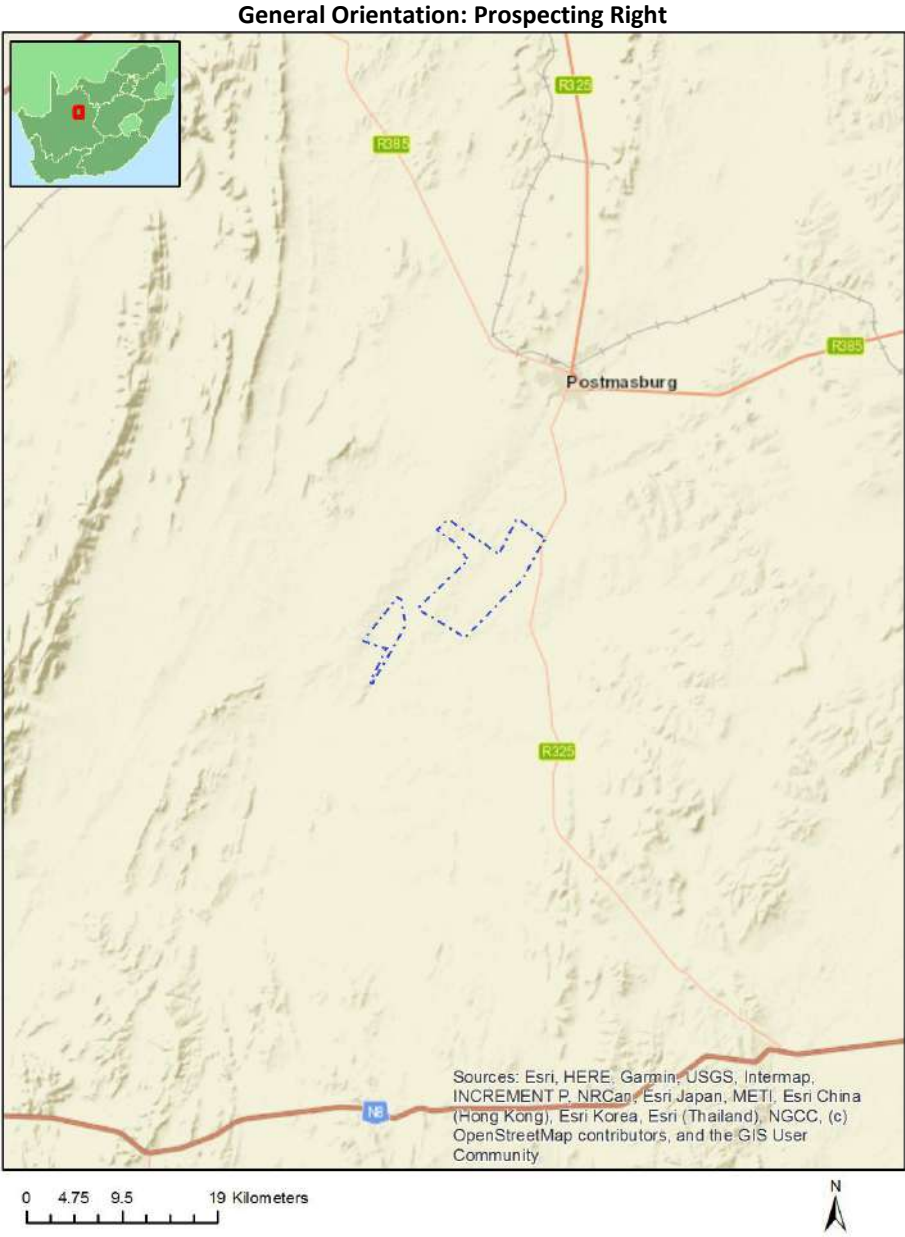 General Orientation: Prospecting Right
R325
R385
R385
Postmasburg
R325
Sources: Esri, HERE, Garmin, USGS, Intermap,
INCREMENT P, NRCan, Esri Japan, METI, Esri China
(Hong Kong), Esri Korea, Esri (Thailand), NGCC, (c)
OpenStreetMap contributors, and the GIS User
Community
N8
0 4.75 9.5 19 Kilometers
N